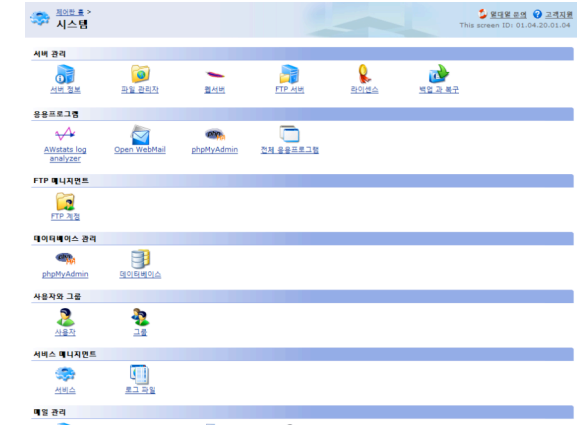 제어판 홈 >
시스템
일대일 문의 고객지원
This screen ID: 01.04.20.01.04
서버 관리
서버 정보 파일 관리자 웹서버 FTP 서버 라이센스 백업 과 복구
응용프로그램
AWstats log analyzer Open WebMail phpMyAdmin 전체 응용프로그램
FTP 매니지먼트
FTP 계정
데이터베이스 관리
phpMyAdmin 데이터베이스
사용자와 그룹
사용자 그룹
서비스 매니지먼트
서비스 로그 파일
메일 관리